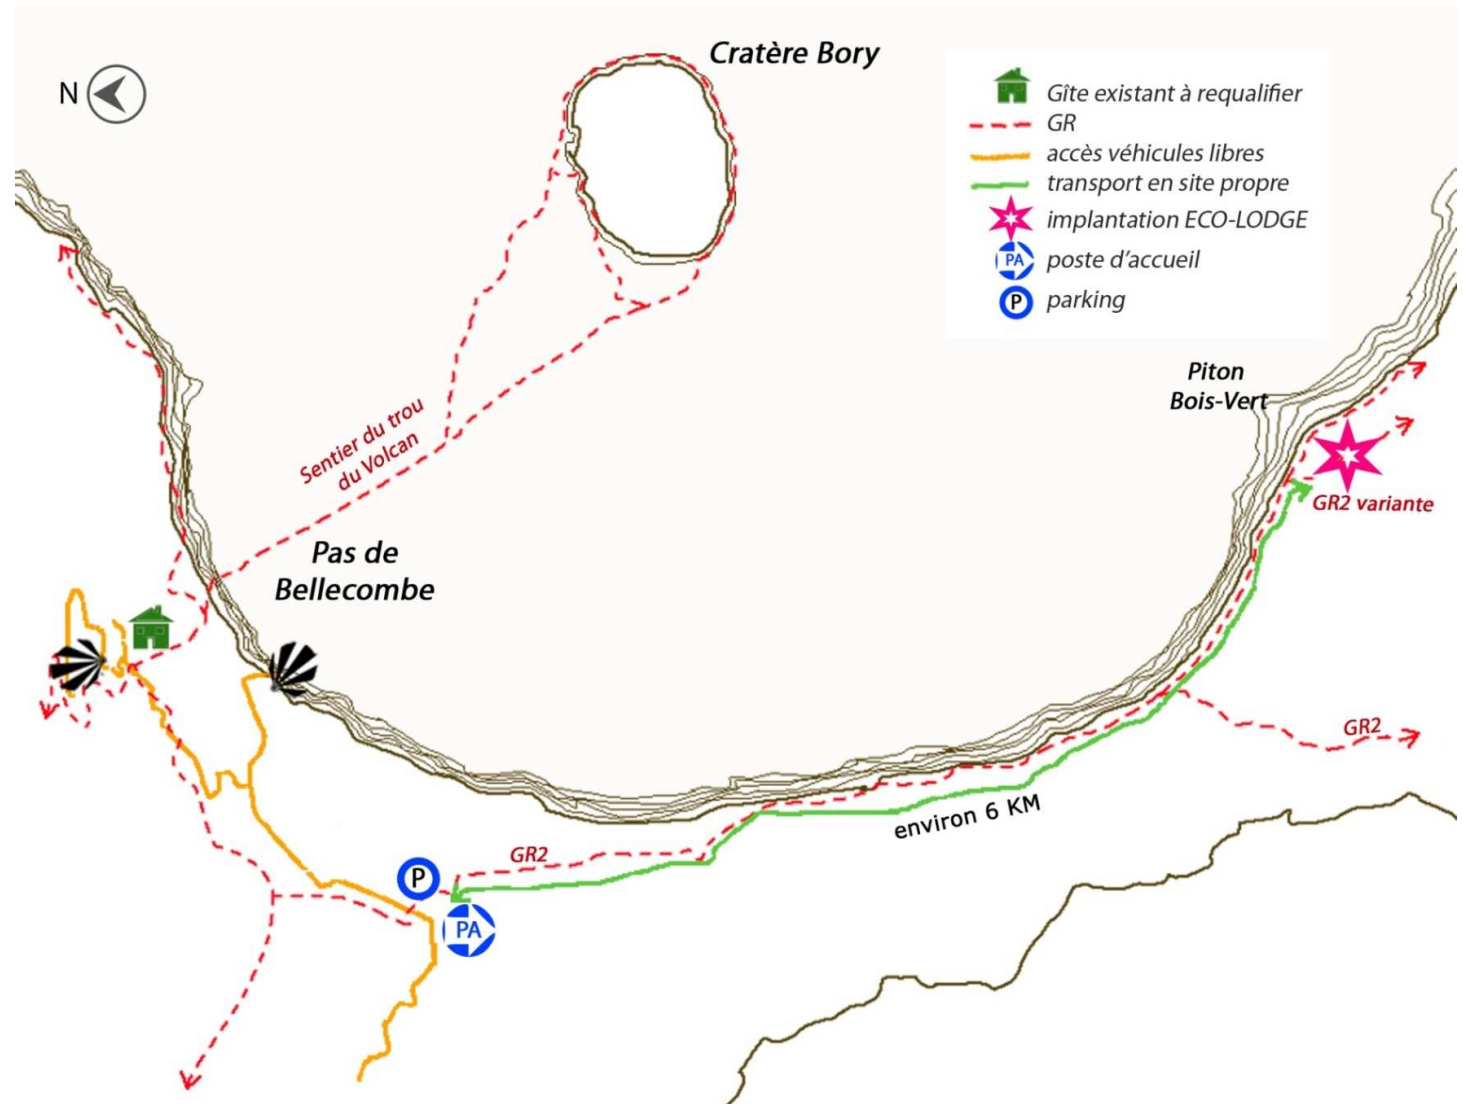 Cratère Bory
N
Gîte existant à requalifier
GR
accès véhicules libres
transport en site propre
implantation ECO-LODGE
PA
poste d'accueil
P
parking
Piton
Bois-Vert
Sentier du trou
du Volcan
GR2 variante
Pas de
Bellecombe
GR2
environ 6 KM
GR2
P
PA